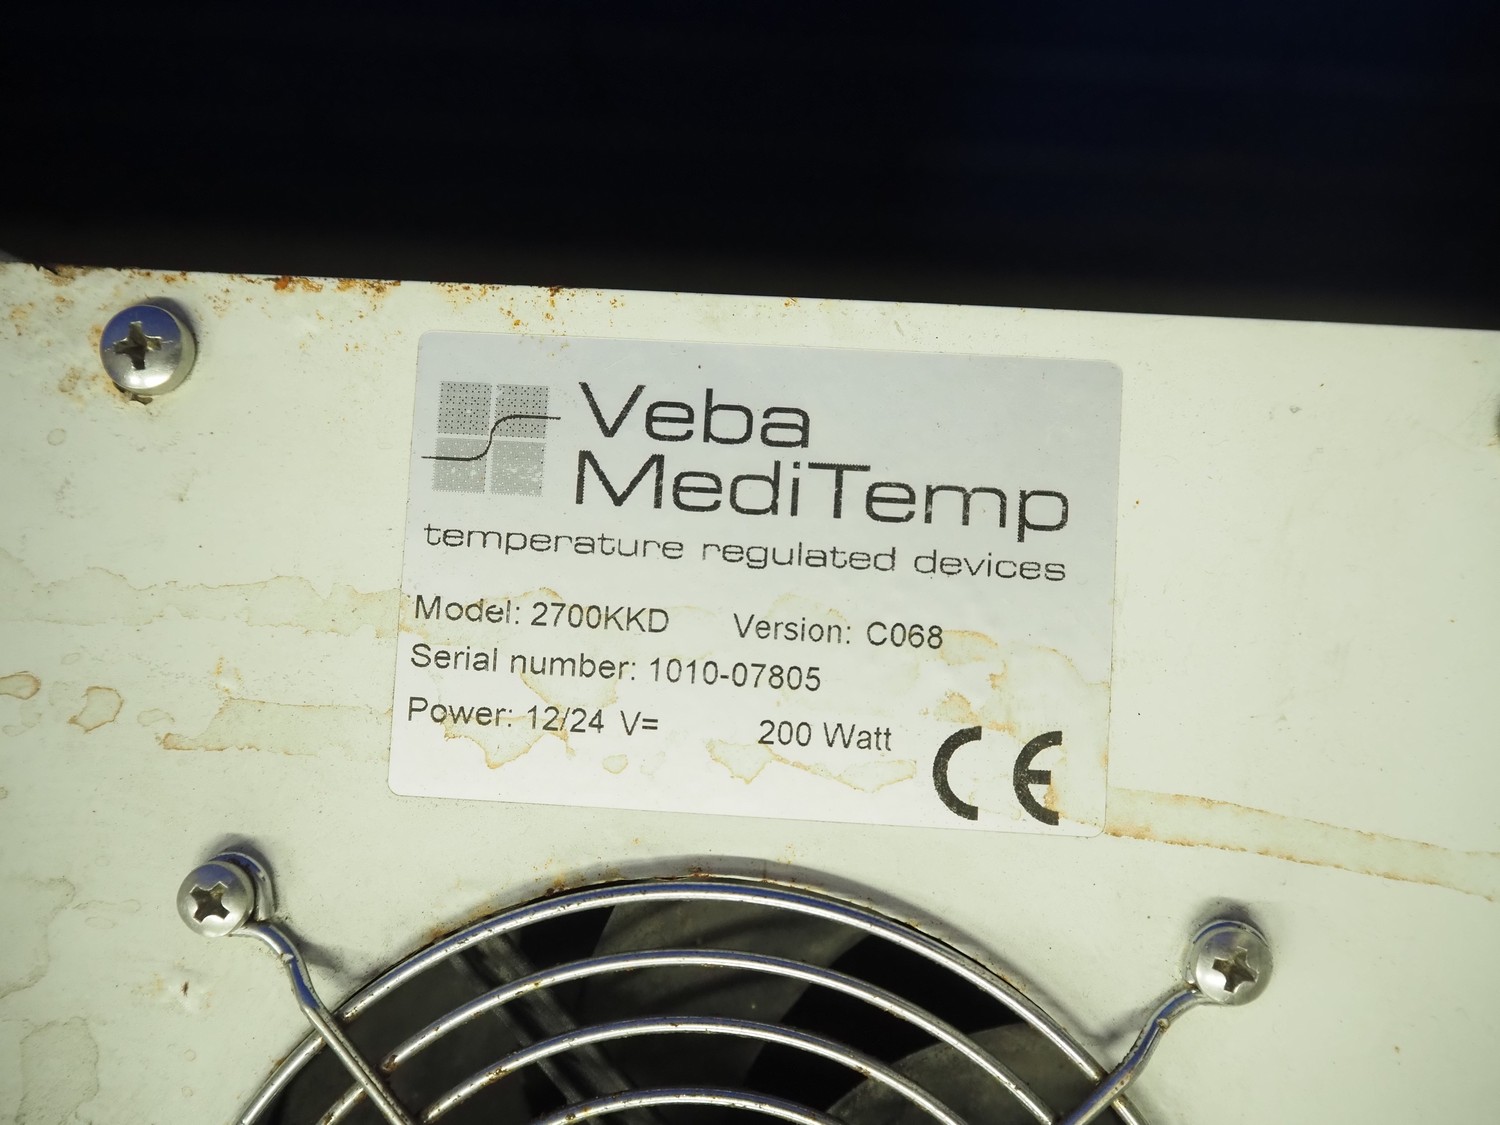 Veba
MediTemp
temperature regulated devices
Model: 2700KKD Version: C068
Serial number: 1010-07805
Power: 12/24 V= 200 Watt
CE